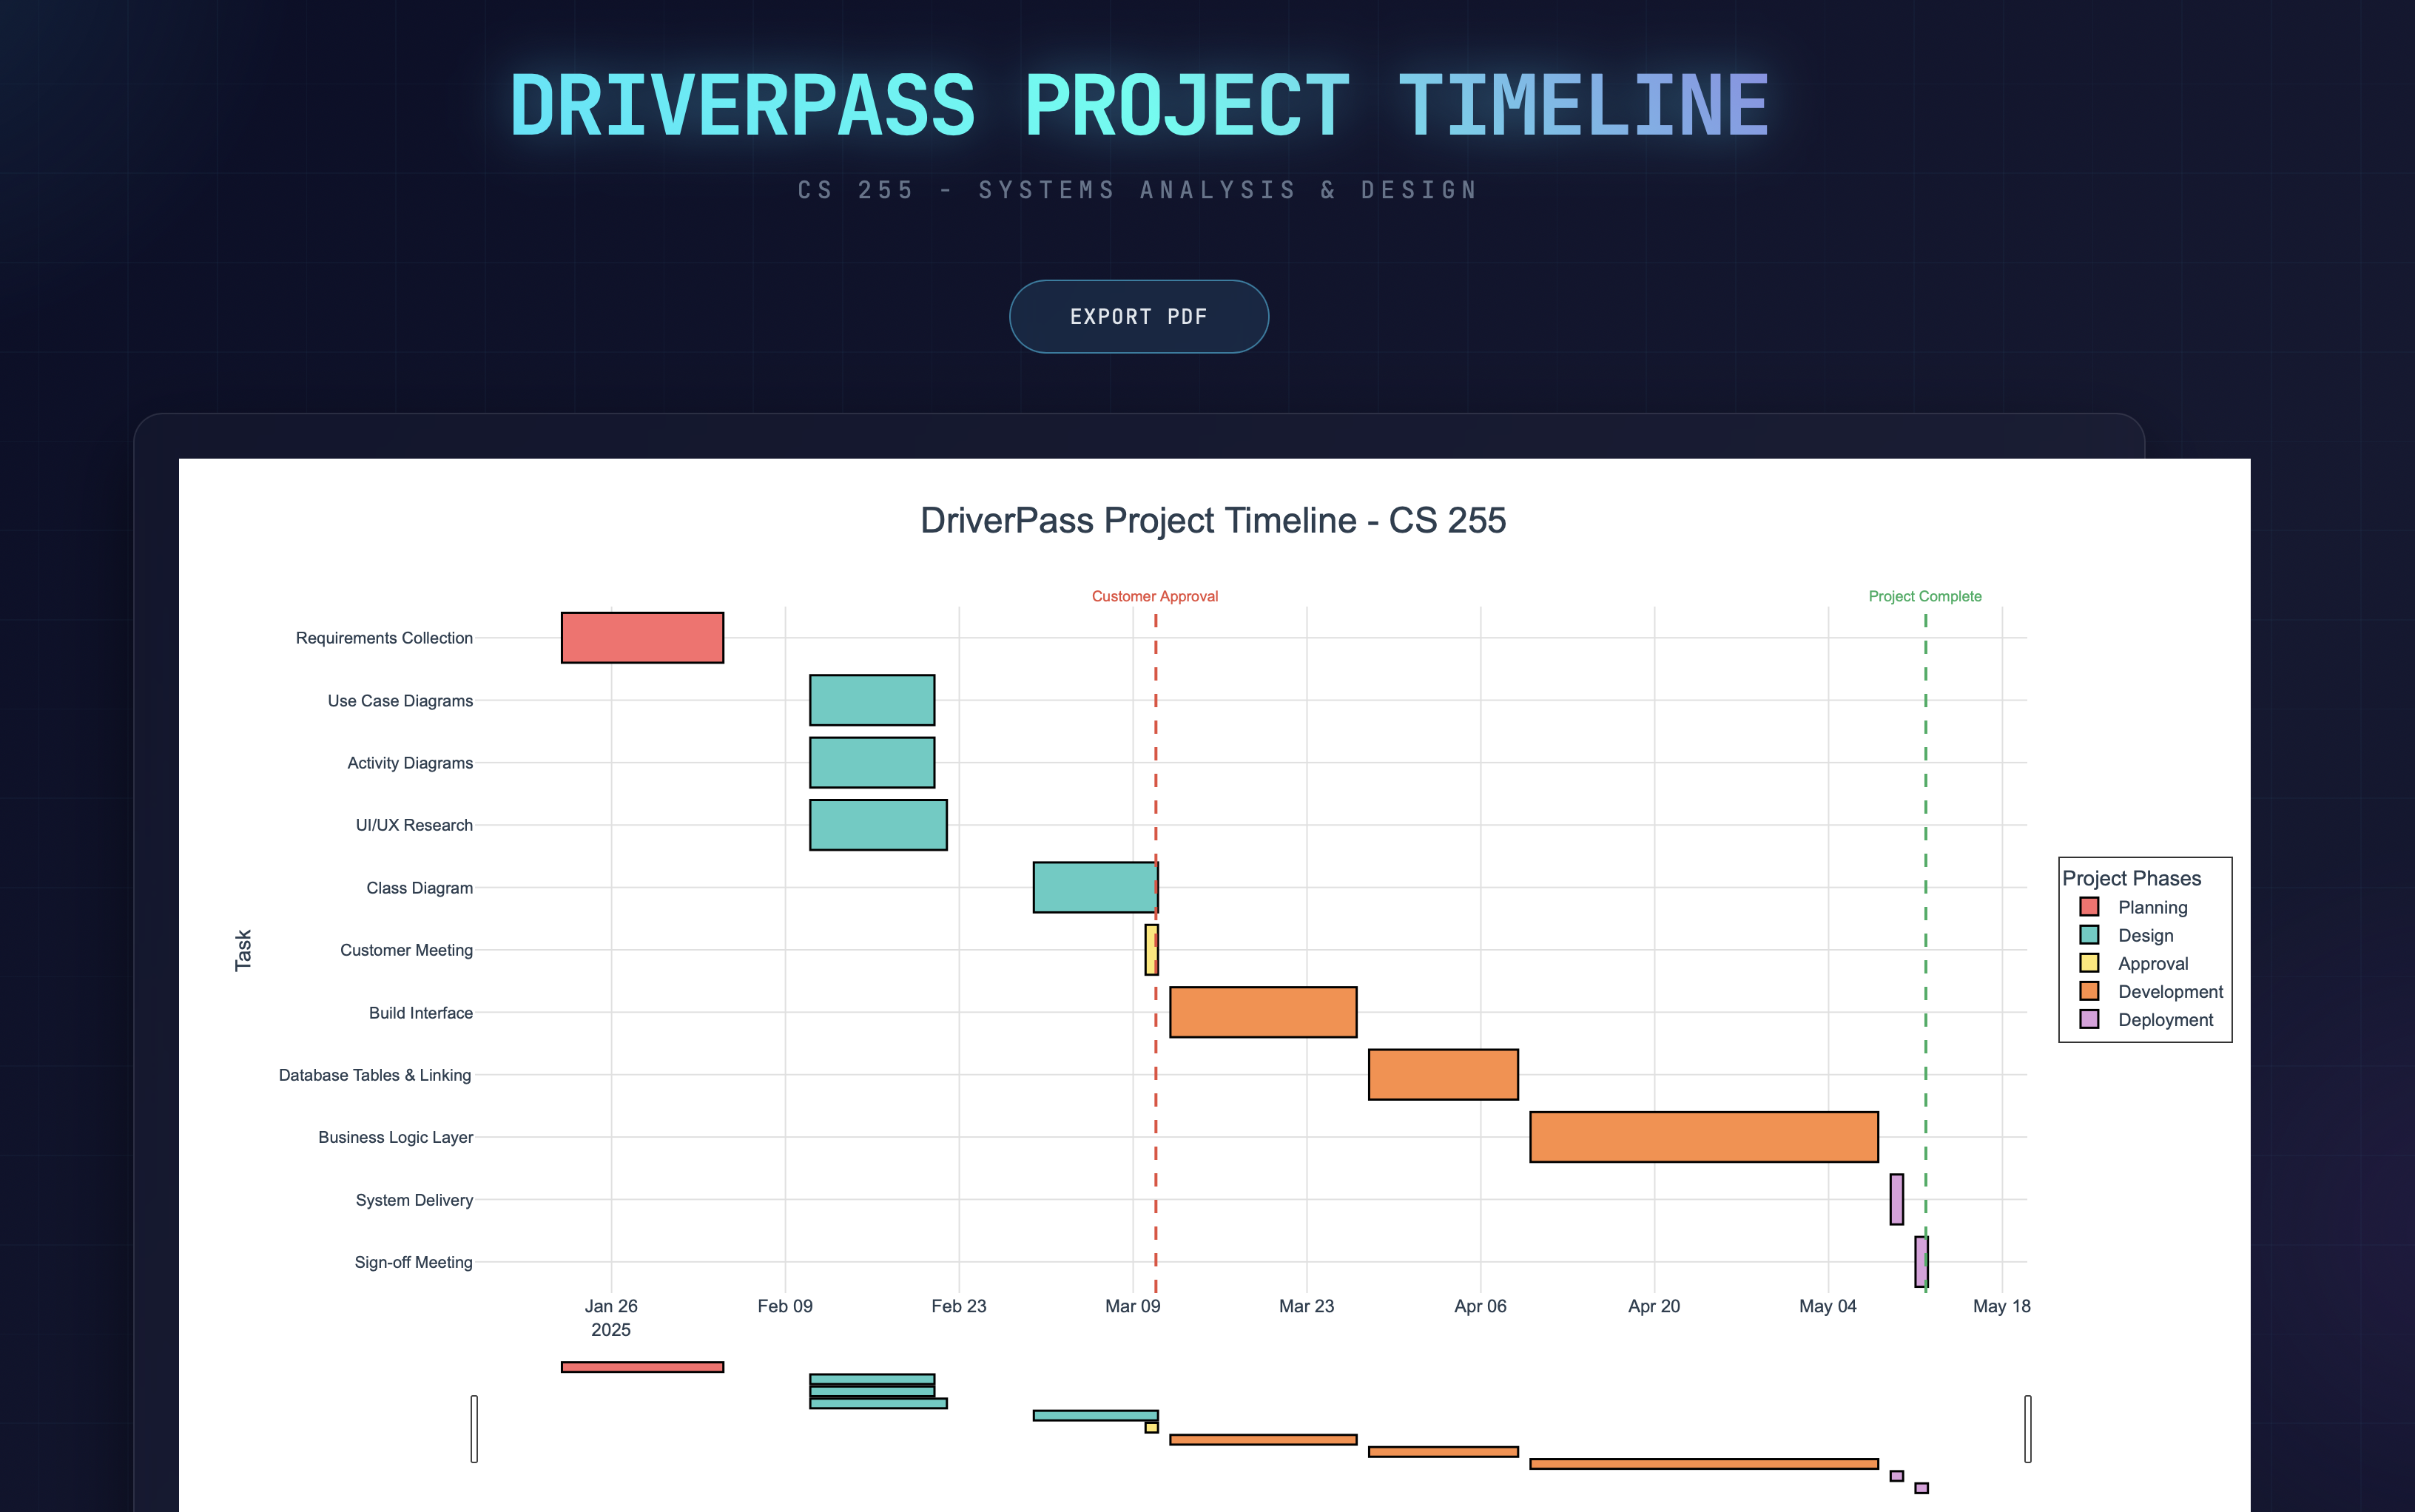 DRIVERPASS PROJECT TIMELINE
CS 255 - SYSTEMS ANALYSIS & DESIGN
EXPORT PDF
DriverPass Project Timeline - CS 255
Customer Approval
Project Complete
Requirements Collection
Use Case Diagrams
Activity Diagrams
UI/UX Research
Class Diagram
Customer Meeting
Build Interface
Database Tables & Linking
Business Logic Layer
System Delivery
Sign-off Meeting
Task
Jan 26
2025
Feb 09
Feb 23
Mar 09
Mar 23
Apr 06
Apr 20
May 04
May 18
Project Phases
Planning
Design
Approval
Development
Deployment